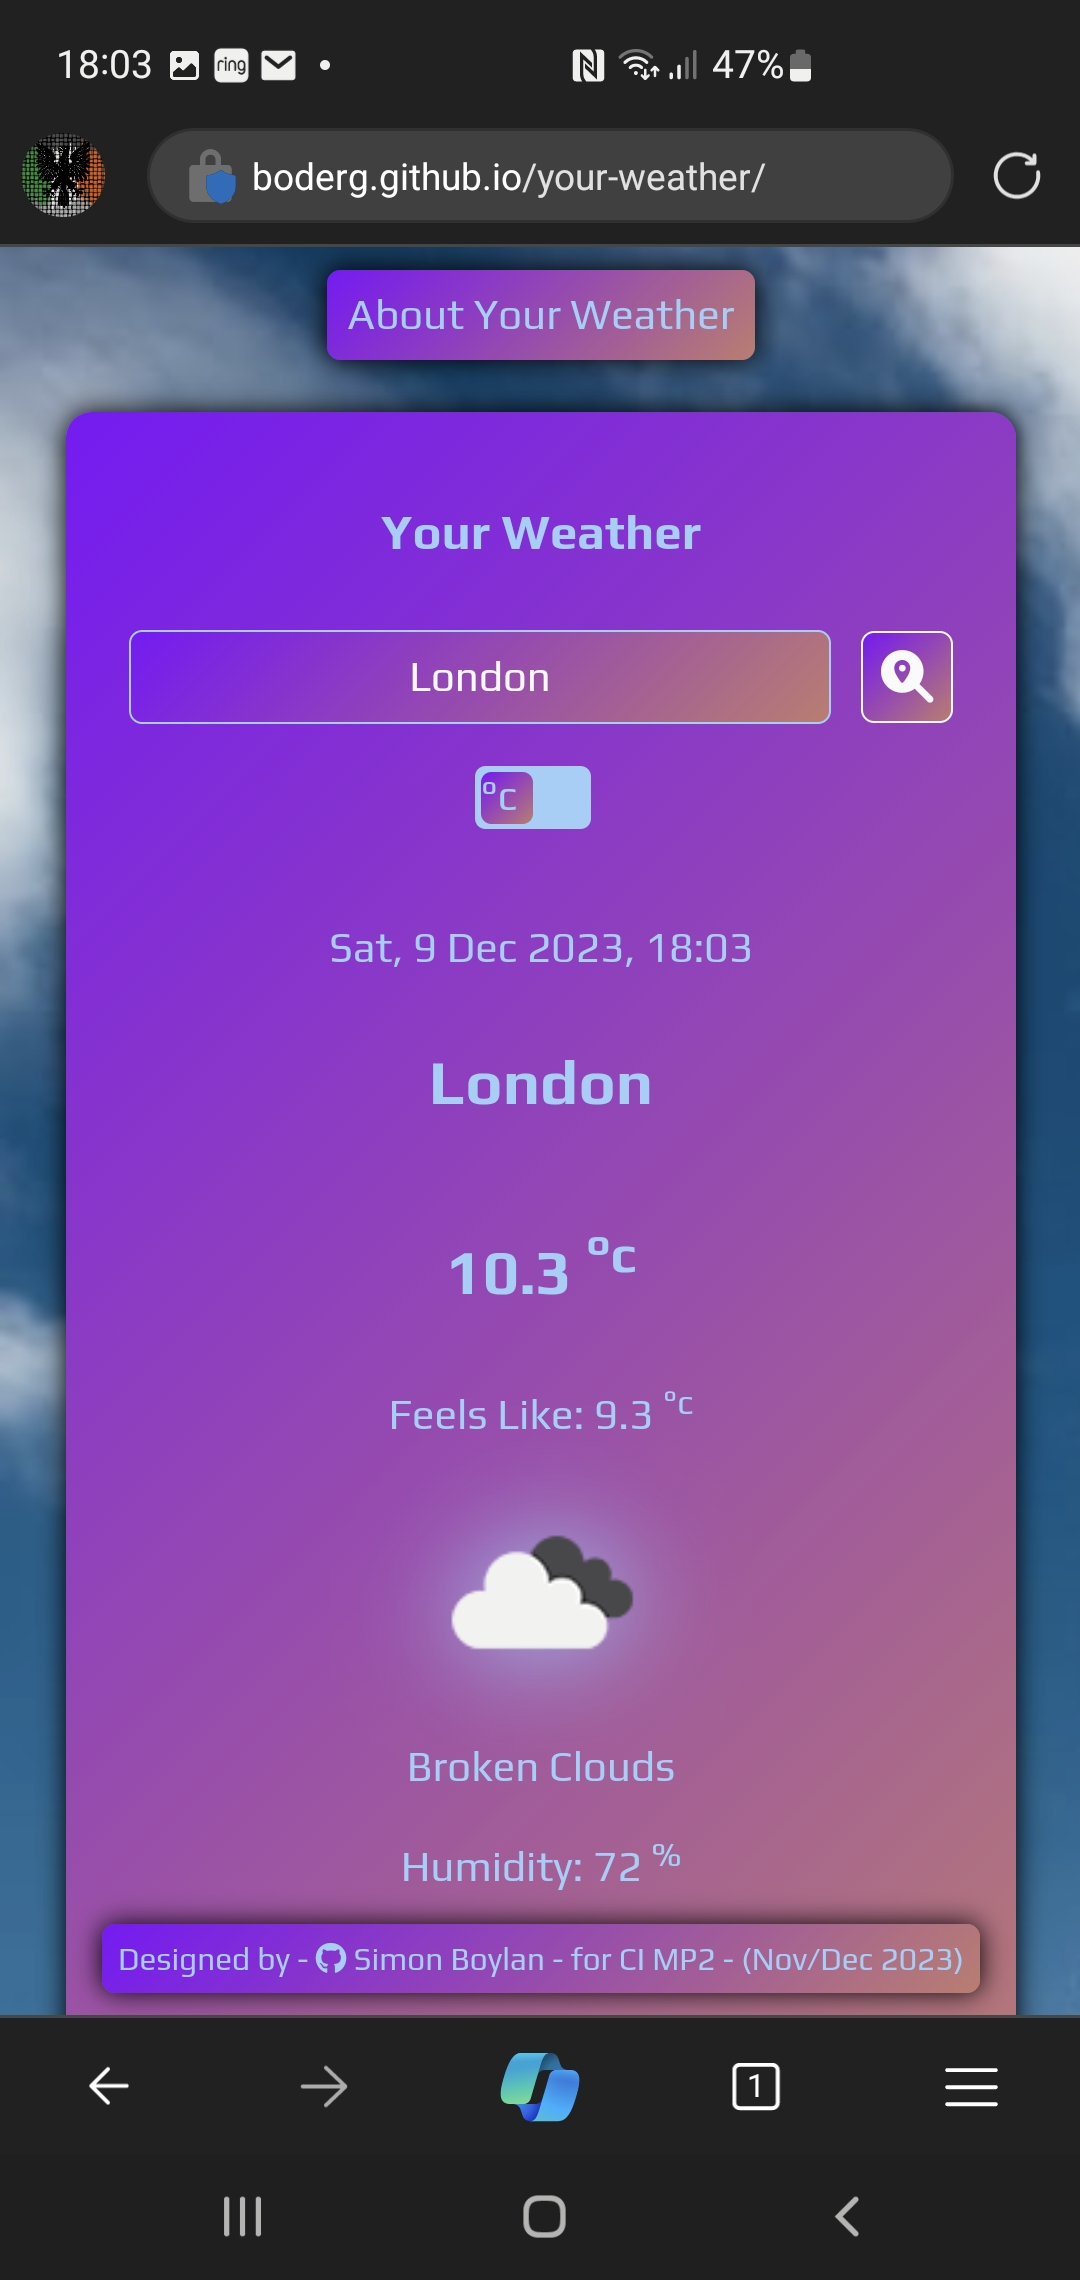 18:03 ring 47%
boderg.github.io/your-weather/
About Your Weather
Your Weather
London
°C
Sat, 9 Dec 2023, 18:03
London
10.3 °c
Feels Like: 9.3 °c
Broken Clouds
Humidity: 72 %
Designed by - Simon Boylan - for CI MP2 - (Nov/Dec 2023)
1